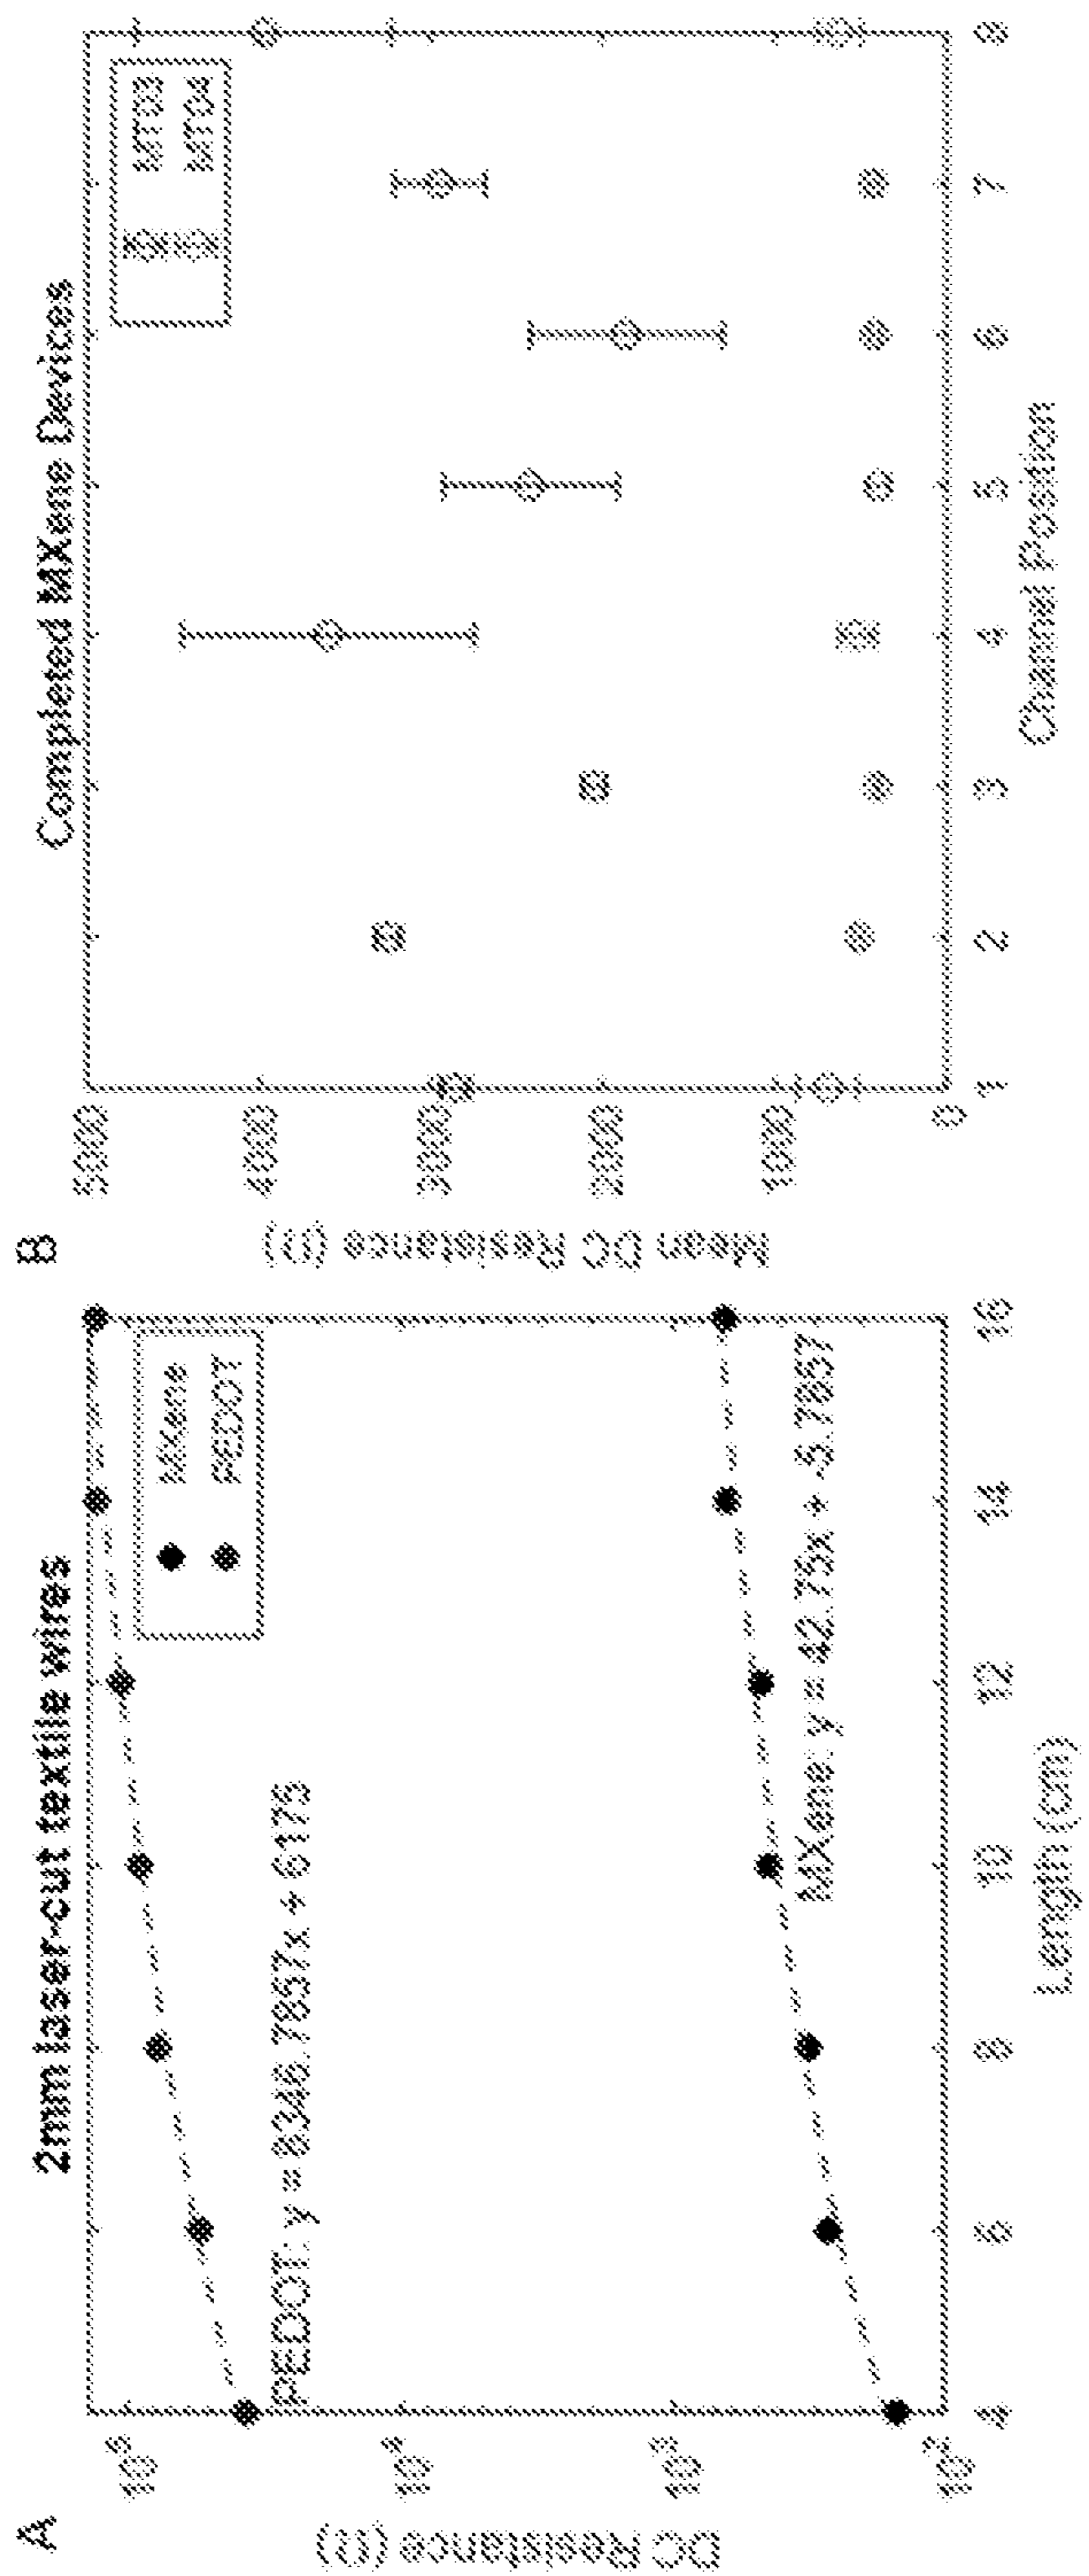 A
2mm laser-cut textile wires
DC Resistance (Ω)
10⁵
10⁴
10³
10²
MXene
PEDOT
PEDOT: y = 8346.7857x + 6175
MXene: y = 42.75x + -5.7857
4
6
8
10
12
14
16
Length (cm)
B
Completed MXene Devices
Mean DC Resistance (Ω)
5000
4000
3000
2000
1000
0
MT03
MT04
1
2
3
4
5
6
7
8
Channel Position